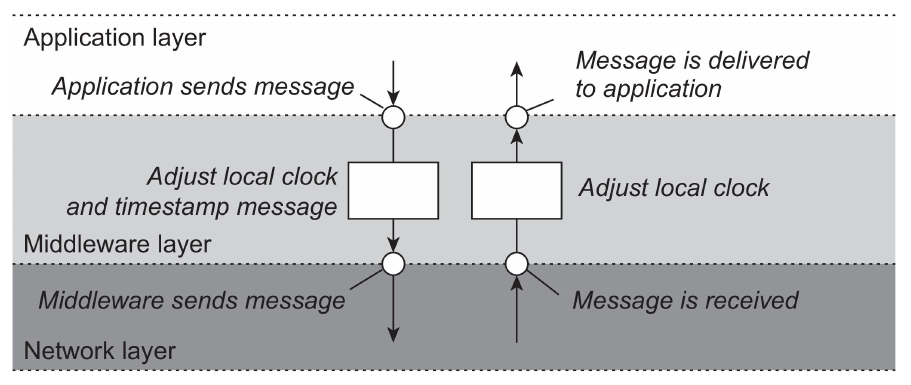 Application layer
Application sends message
Message is delivered
to application
Adjust local clock
and timestamp message
Adjust local clock
Middleware layer
Middleware sends message
Message is received
Network layer